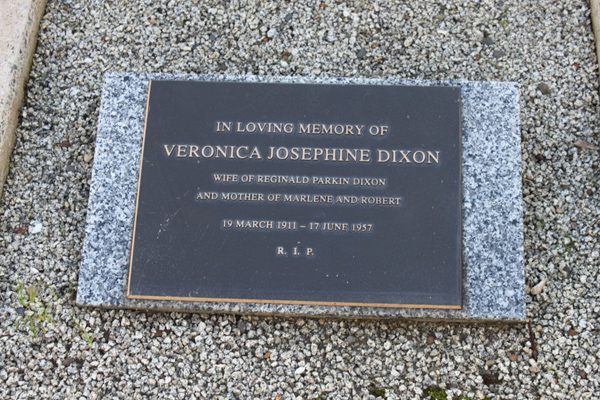 IN LOVING MEMORY OF
VERONICA JOSEPHINE DIXON
WIFE OF REGINALD PARKIN DIXON
AND MOTHER OF MARLENE AND ROBERT
19 MARCH 1911 – 17 JUNE 1957
R. I. P.